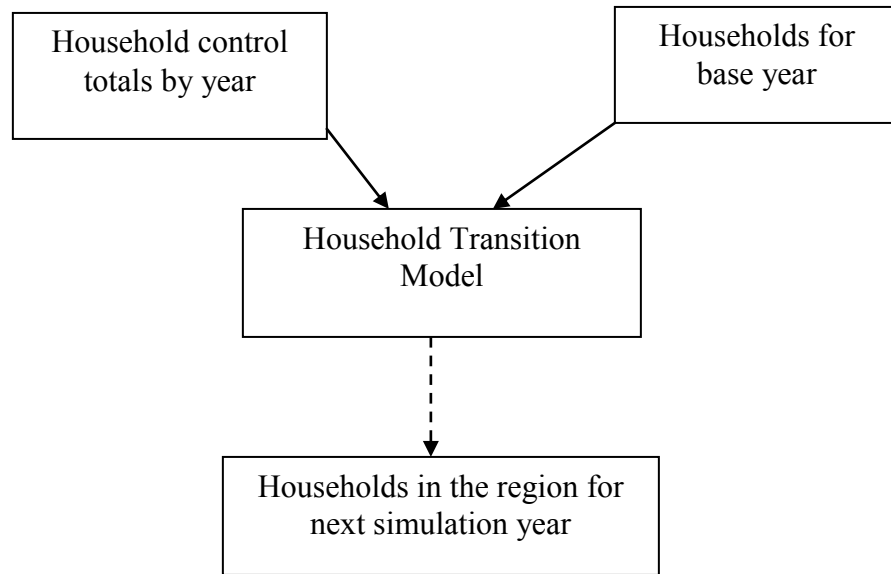 Household control
totals by year
Households for
base year
Household Transition
Model
Households in the region for
next simulation year